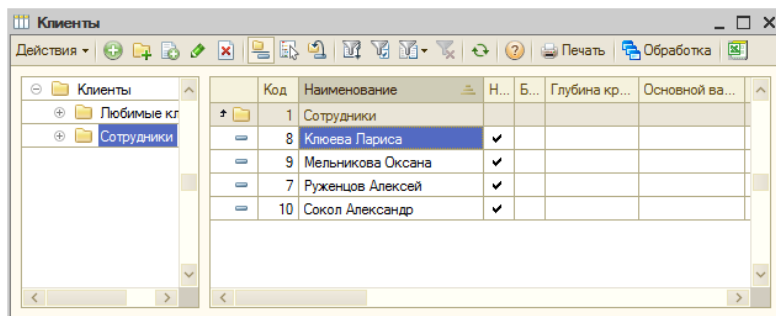 Клиенты
Действия Печать Обработка
Клиенты
Любимые кл
Сотрудники
Код Наименование Н... Б... Глубина кр... Основной ва...
1 Сотрудники
8 Клюева Лариса
9 Мельникова Оксана
7 Руженцов Алексей
10 Сокол Александр